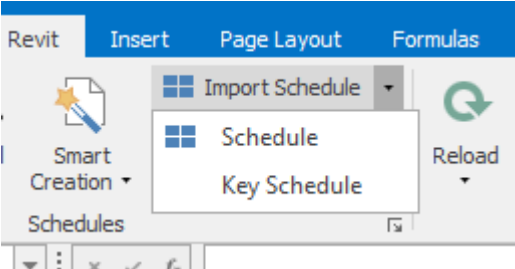 Revit Insert Page Layout Formulas
Import Schedule
Smart
Creation
Schedule
Key Schedule
Reload
Schedules